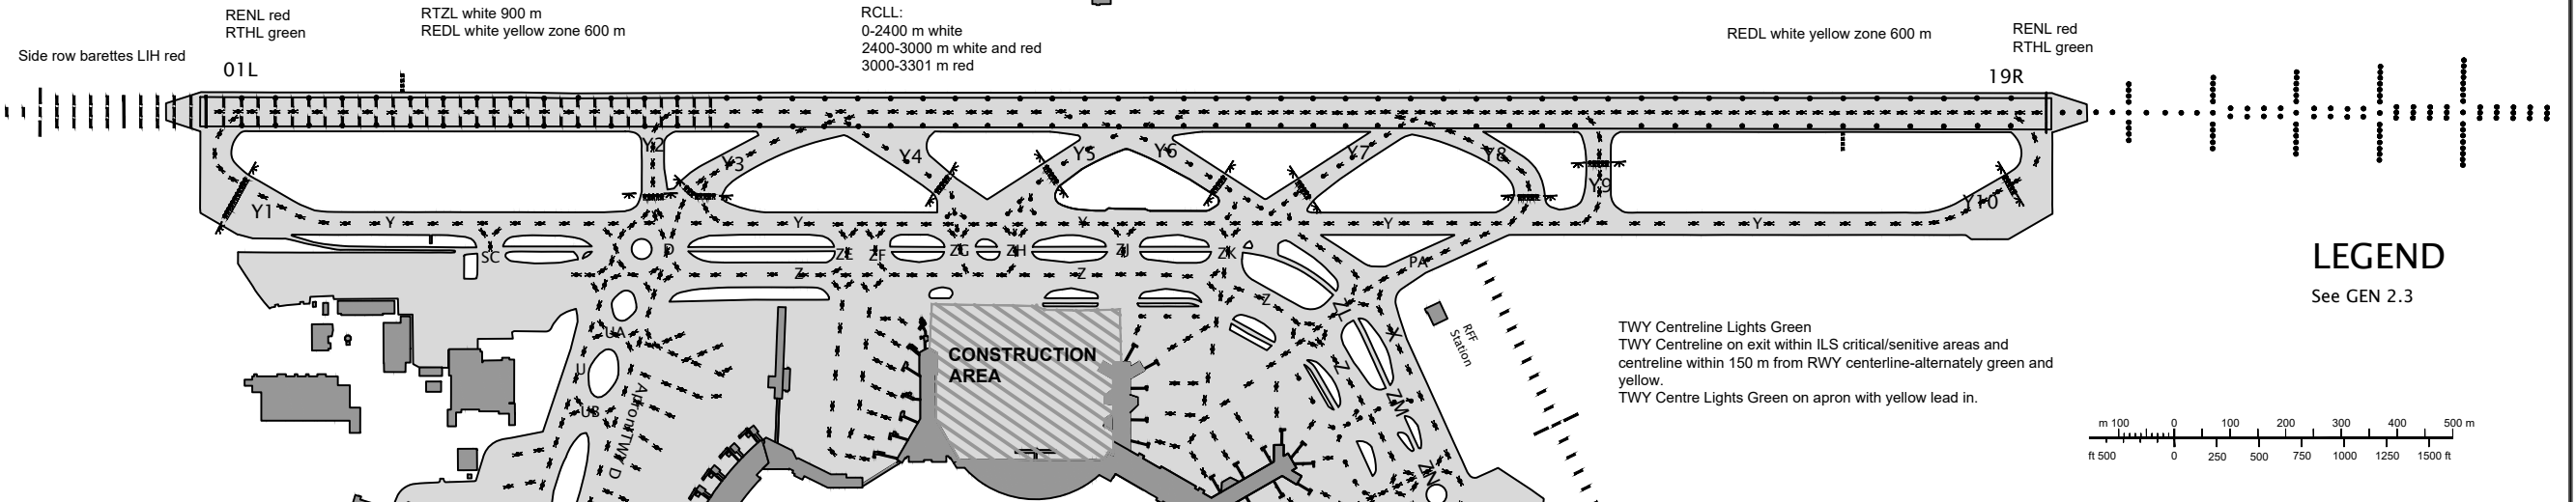 RENL red
RTHL green
RTZL white 900 m
REDL white yellow zone 600 m
RCLL:
0-2400 m white
2400-3000 m white and red
3000-3301 m red
REDL white yellow zone 600 m
RENL red
RTHL green
Side row barettes LIH red
01L
19R
Y2
Y3
Y4
Y5
Y6
Y7
Y8
Y9
Y10
Y1
Y
Y
Y
Y
Y
SC
D
ZE
ZF
ZG
ZH
ZJ
ZK
PA
Z
Z
Z
ZL
X
Z
ZM
ZN
UA
U
UB
Apron/TWY D
CONSTRUCTION
AREA
RFF
Station
LEGEND
See GEN 2.3
TWY Centreline Lights Green
TWY Centreline on exit within ILS critical/senitive areas and
centreline within 150 m from RWY centerline-alternately green and
yellow.
TWY Centre Lights Green on apron with yellow lead in.
m 100 0 100 200 300 400 500 m
ft 500 0 250 500 750 1000 1250 1500 ft